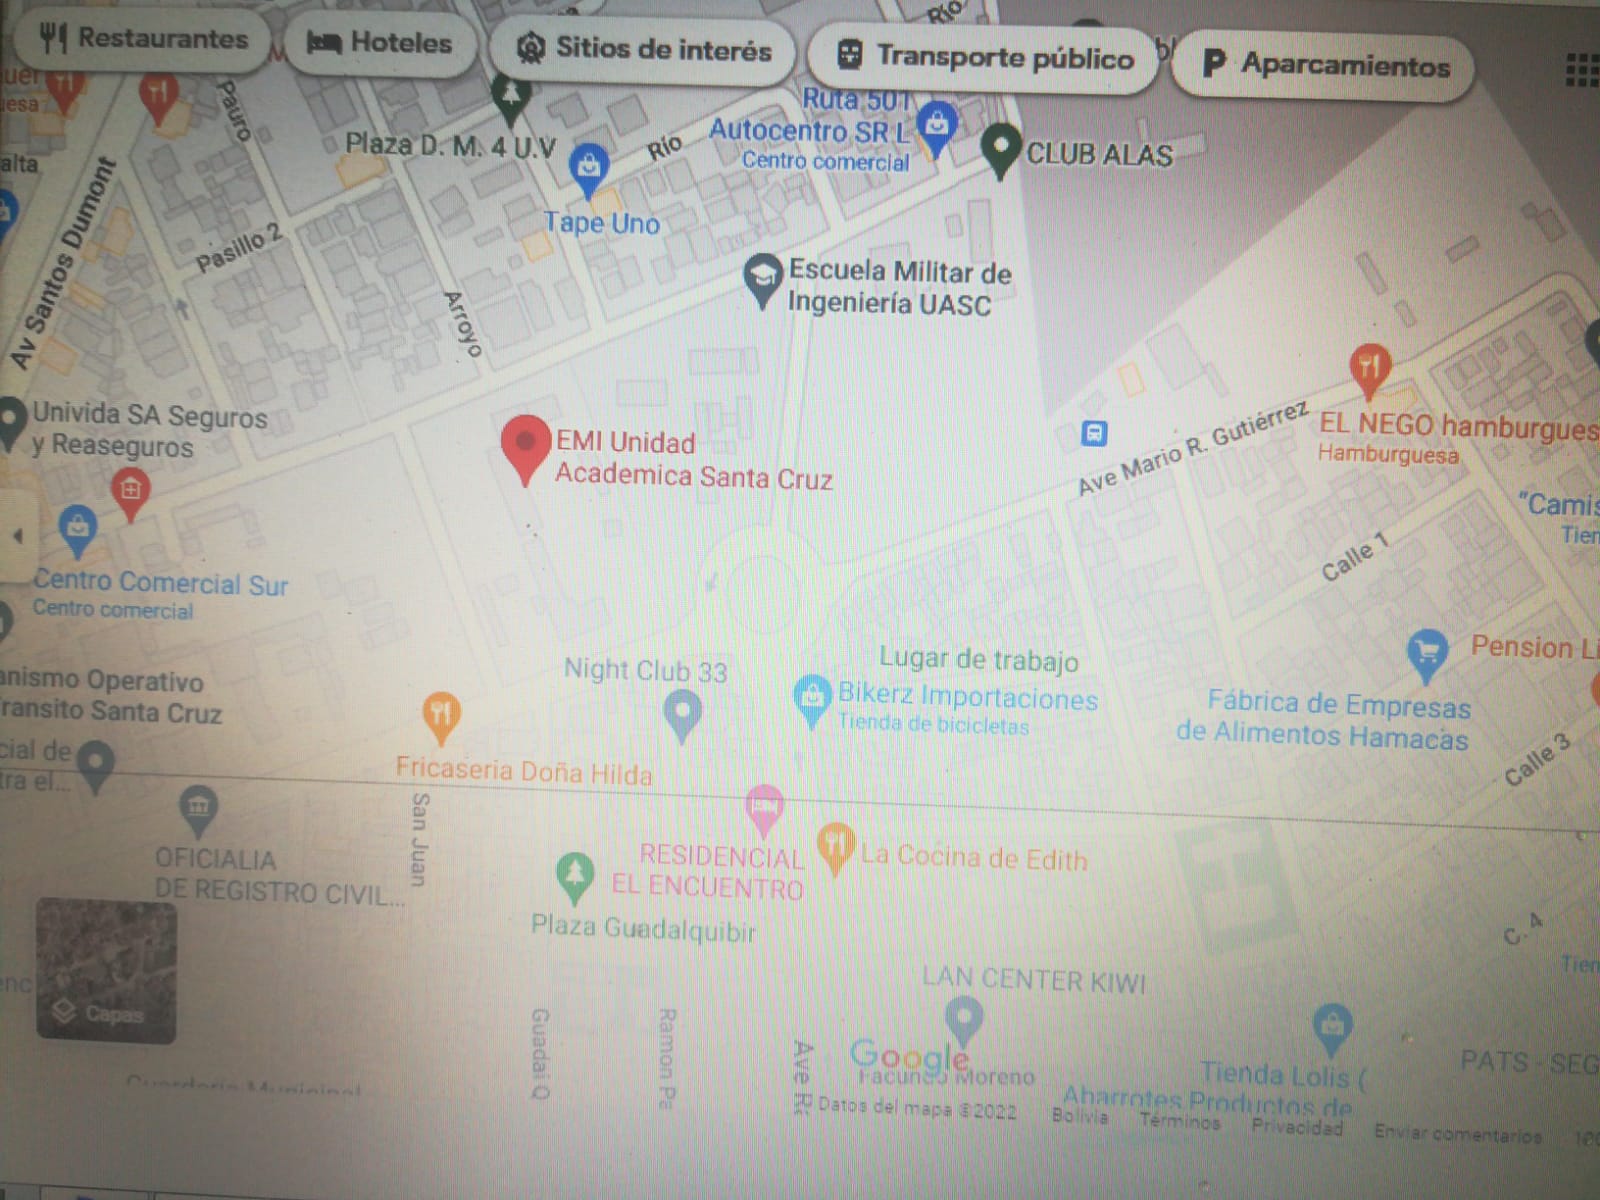 Restaurantes
Hoteles
Sitios de interés
Transporte público
Aparcamientos
Río
esa
alta
Pauro
Plaza D. M. 4 U.V
Río
Ruta 501
Autocentro SR L
Centro comercial
CLUB ALAS
Tape Uno
Av Santos Dumont
Pasillo 2
Arroyo
Escuela Militar de
Ingeniería UASC
Univida SA Seguros
y Reaseguros
EMI Unidad
Academica Santa Cruz
Ave Mario R. Gutiérrez
EL NEGO hamburgues
Hamburguesa
"Camis
Tien
Calle 1
Centro Comercial Sur
Centro comercial
anismo Operativo
Transito Santa Cruz
cial de
tra el...
Night Club 33
Lugar de trabajo
Bikerz Importaciones
Tienda de bicicletas
Pension Li
Fábrica de Empresas
de Alimentos Hamacas
Calle 3
Fricaseria Doña Hilda
San Juan
OFICIALIA
DE REGISTRO CIVIL...
RESIDENCIAL
EL ENCUENTRO
La Cocina de Edith
Plaza Guadalquibir
C. 4
Tien
enc
Capas
LAN CENTER KIWI
Guadal Q
Ramon Pa
Ave R
Google
Facundo Moreno
Tienda Lolis (
Abarrotes Productos de
PATS - SEG
Datos del mapa ©2022
Bolivia
Términos
Privacidad
Enviar comentarios